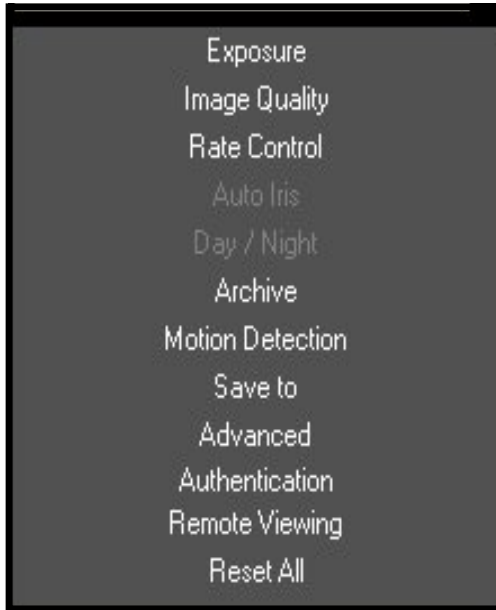 Exposure
Image Quality
Rate Control
Auto Iris
Day / Night
Archive
Motion Detection
Save to
Advanced
Authentication
Remote Viewing
Reset All